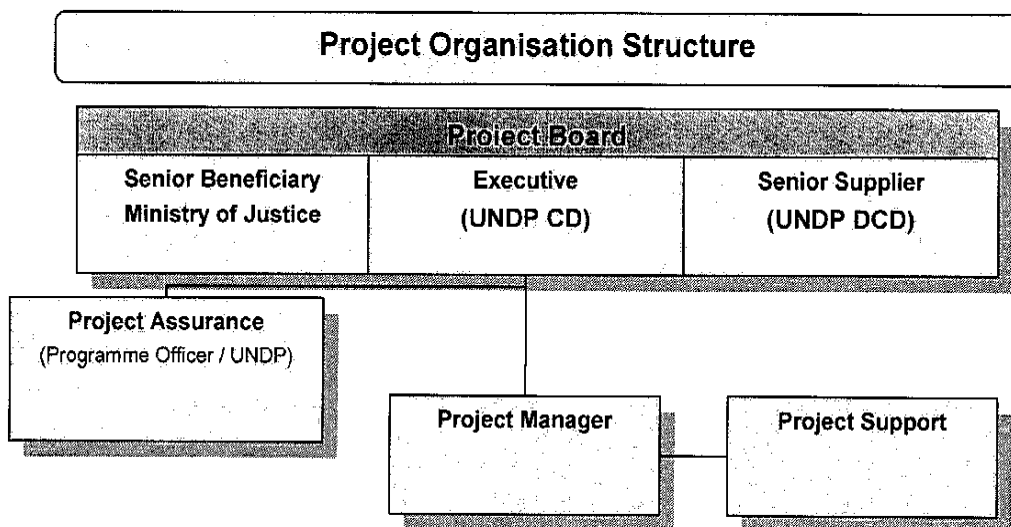 Project Organisation Structure
Project Board
Senior Beneficiary
Ministry of Justice
Executive
(UNDP CD)
Senior Supplier
(UNDP DCD)
Project Assurance
(Programme Officer / UNDP)
Project Manager
Project Support